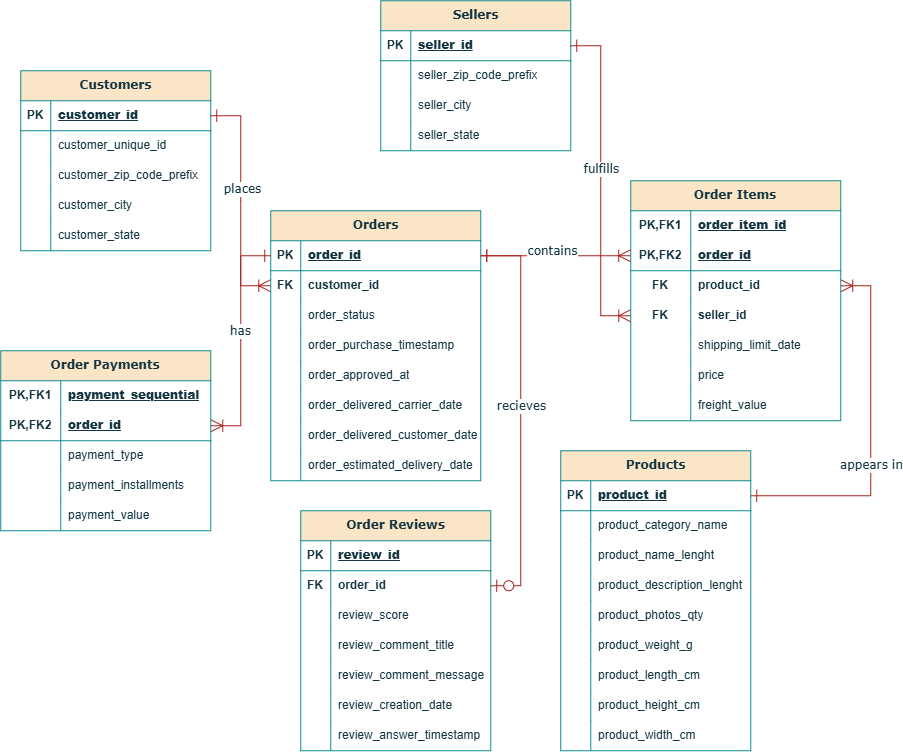 Sellers
PK seller_id
seller_zip_code_prefix
seller_city
seller_state
Customers
PK customer_id
customer_unique_id
customer_zip_code_prefix
customer_city
customer_state
places
fulfills
Orders
PK order_id
FK customer_id
order_status
order_purchase_timestamp
order_approved_at
order_delivered_carrier_date
order_delivered_customer_date
order_estimated_delivery_date
contains
Order Items
PK,FK1 order_item_id
PK,FK2 order_id
FK product_id
FK seller_id
shipping_limit_date
price
freight_value
has
Order Payments
PK,FK1 payment_sequential
PK,FK2 order_id
payment_type
payment_installments
payment_value
recieves
appears in
Products
PK product_id
product_category_name
product_name_lenght
product_description_lenght
product_photos_qty
product_weight_g
product_length_cm
product_height_cm
product_width_cm
Order Reviews
PK review_id
FK order_id
review_score
review_comment_title
review_comment_message
review_creation_date
review_answer_timestamp